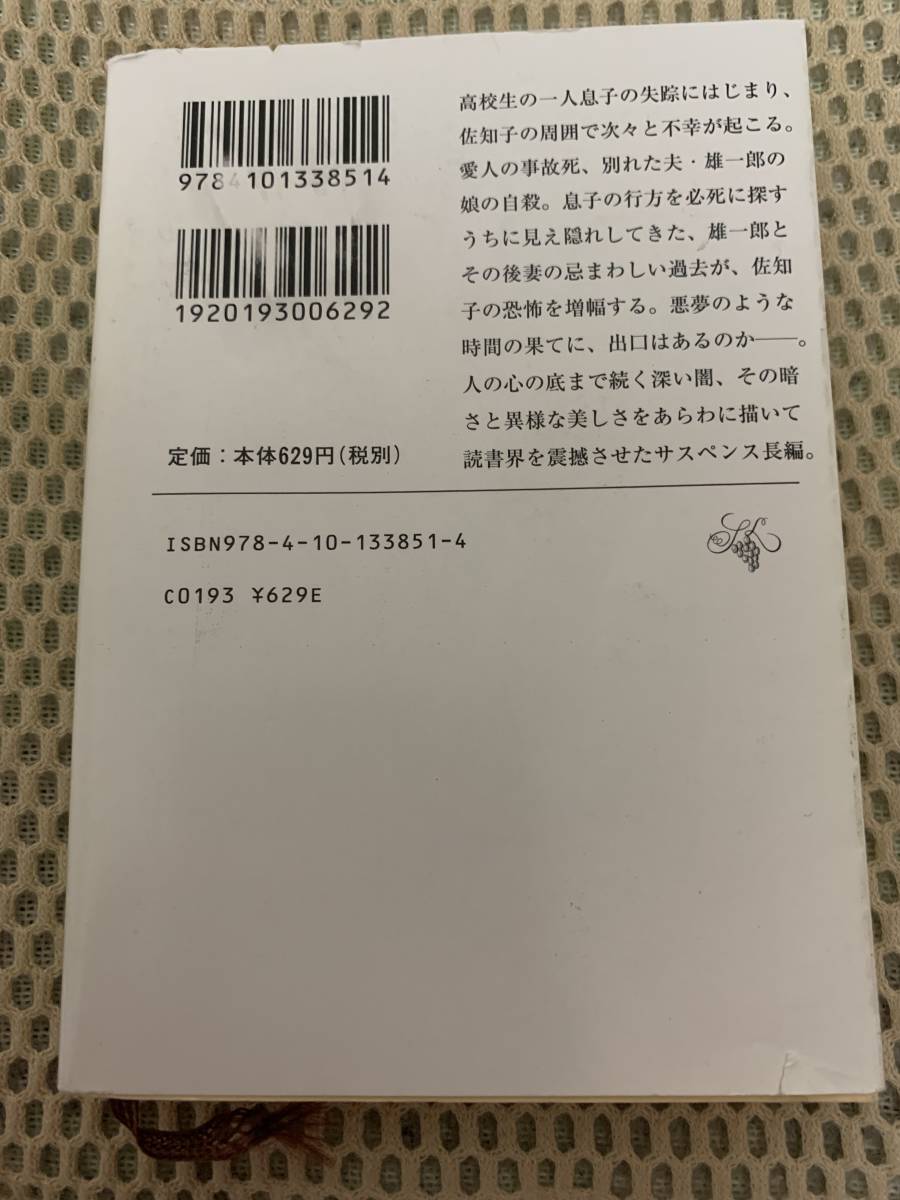 9784101338514
1920193006292
定価：本体629円（税別）
高校生の一人息子の失踪にはじまり、
佐知子の周囲で次々と不幸が起こる。
愛人の事故死、別れた夫・雄一郎の
娘の自殺。息子の行方を必死に探す
うちに見え隠れしてきた、雄一郎と
その後妻の忌まわしい過去が、佐知
子の恐怖を増幅する。悪夢のような
時間の果てに、出口はあるのか――。
人の心の底まで続く深い闇、その暗
さと異様な美しさをあらわに描いて
読書界を震撼させたサスペンス長編。
ISBN978-4-10-133851-4
C0193 ¥629E